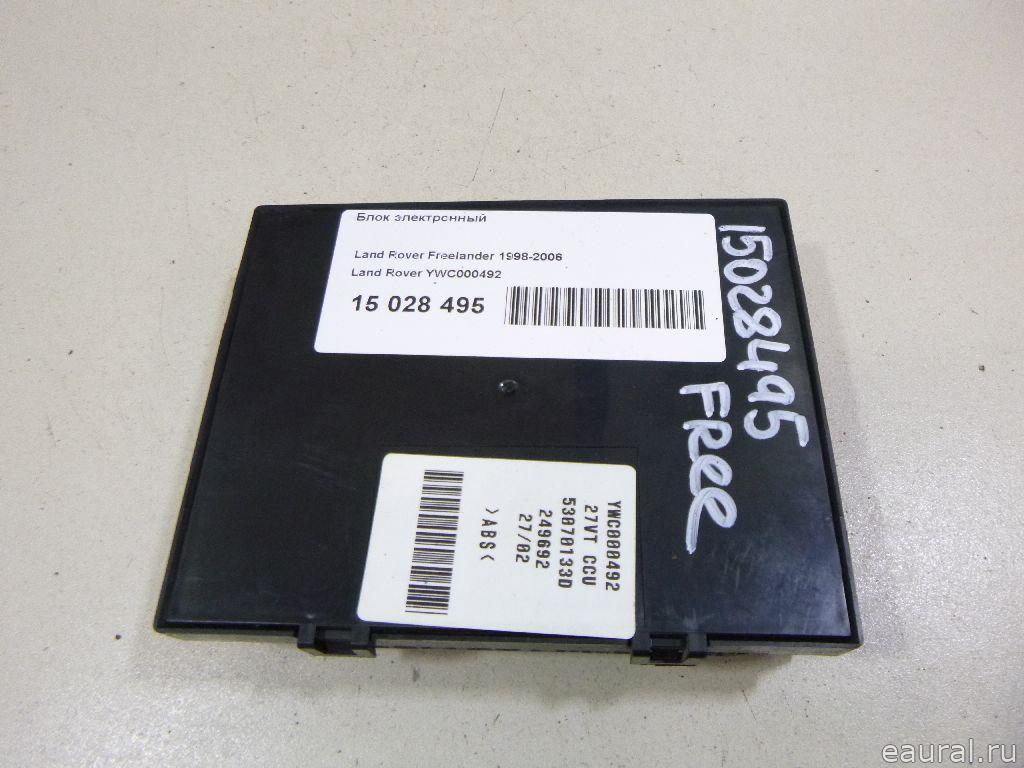 Блок электронный
Land Rover Freelander 1998-2006
Land Rover YWC000492
15 028 495
15028495
FRee
YWC000492
27VT CCU
53070133D
249692
27/02
>ABS<
eaural.ru